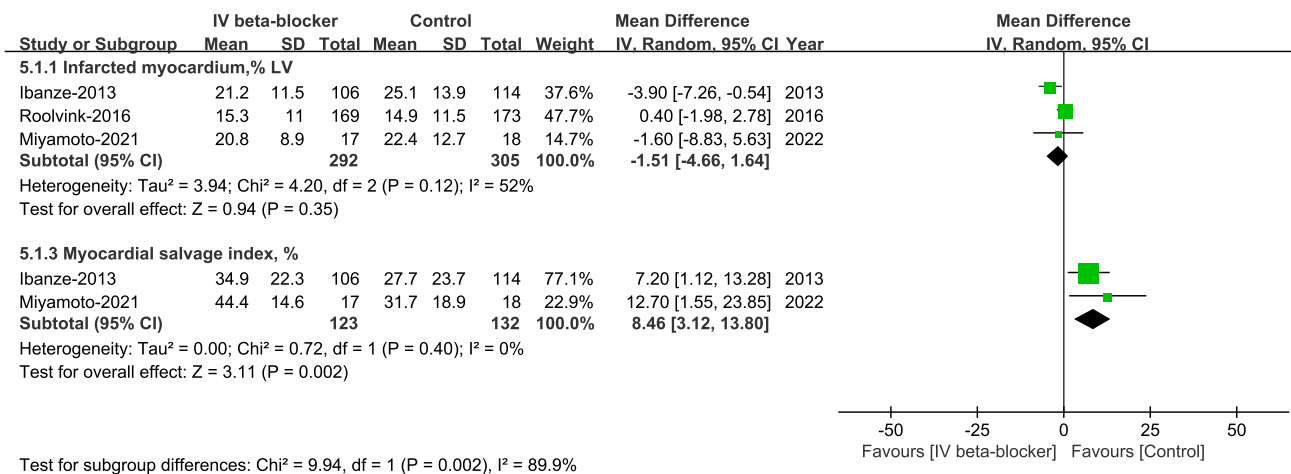 IV beta-blocker Control Mean Difference Mean Difference
Study or Subgroup Mean SD Total Mean SD Total Weight IV, Random, 95% CI Year IV, Random, 95% CI
5.1.1 Infarcted myocardium,% LV
Ibanze-2013 21.2 11.5 106 25.1 13.9 114 37.6% -3.90 [-7.26, -0.54] 2013
Roolvink-2016 15.3 11 169 14.9 11.5 173 47.7% 0.40 [-1.98, 2.78] 2016
Miyamoto-2021 20.8 8.9 17 22.4 12.7 18 14.7% -1.60 [-8.83, 5.63] 2022
Subtotal (95% CI) 292 305 100.0% -1.51 [-4.66, 1.64]
Heterogeneity: Tau² = 3.94; Chi² = 4.20, df = 2 (P = 0.12); I² = 52%
Test for overall effect: Z = 0.94 (P = 0.35)
5.1.3 Myocardial salvage index, %
Ibanze-2013 34.9 22.3 106 27.7 23.7 114 77.1% 7.20 [1.12, 13.28] 2013
Miyamoto-2021 44.4 14.6 17 31.7 18.9 18 22.9% 12.70 [1.55, 23.85] 2022
Subtotal (95% CI) 123 132 100.0% 8.46 [3.12, 13.80]
Heterogeneity: Tau² = 0.00; Chi² = 0.72, df = 1 (P = 0.40); I² = 0%
Test for overall effect: Z = 3.11 (P = 0.002)
-50 -25 0 25 50
Favours [IV beta-blocker] Favours [Control]
Test for subgroup differences: Chi² = 9.94, df = 1 (P = 0.002), I² = 89.9%